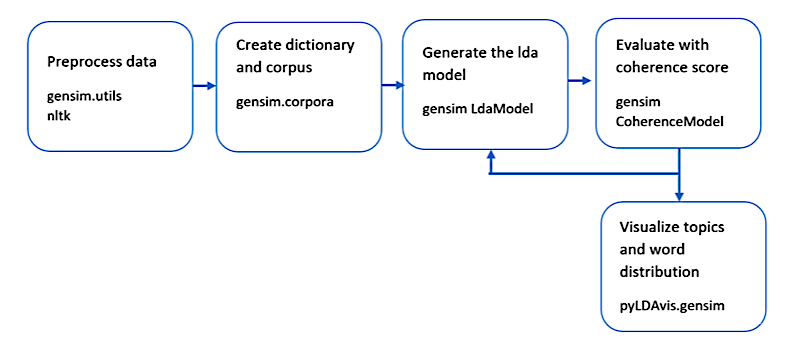 Preprocess data
gensim.utils
nltk
Create dictionary
and corpus
gensim.corpora
Generate the lda
model
gensim LdaModel
Evaluate with
coherence score
gensim
CoherenceModel
Visualize topics
and word
distribution
pyLDAvis.gensim